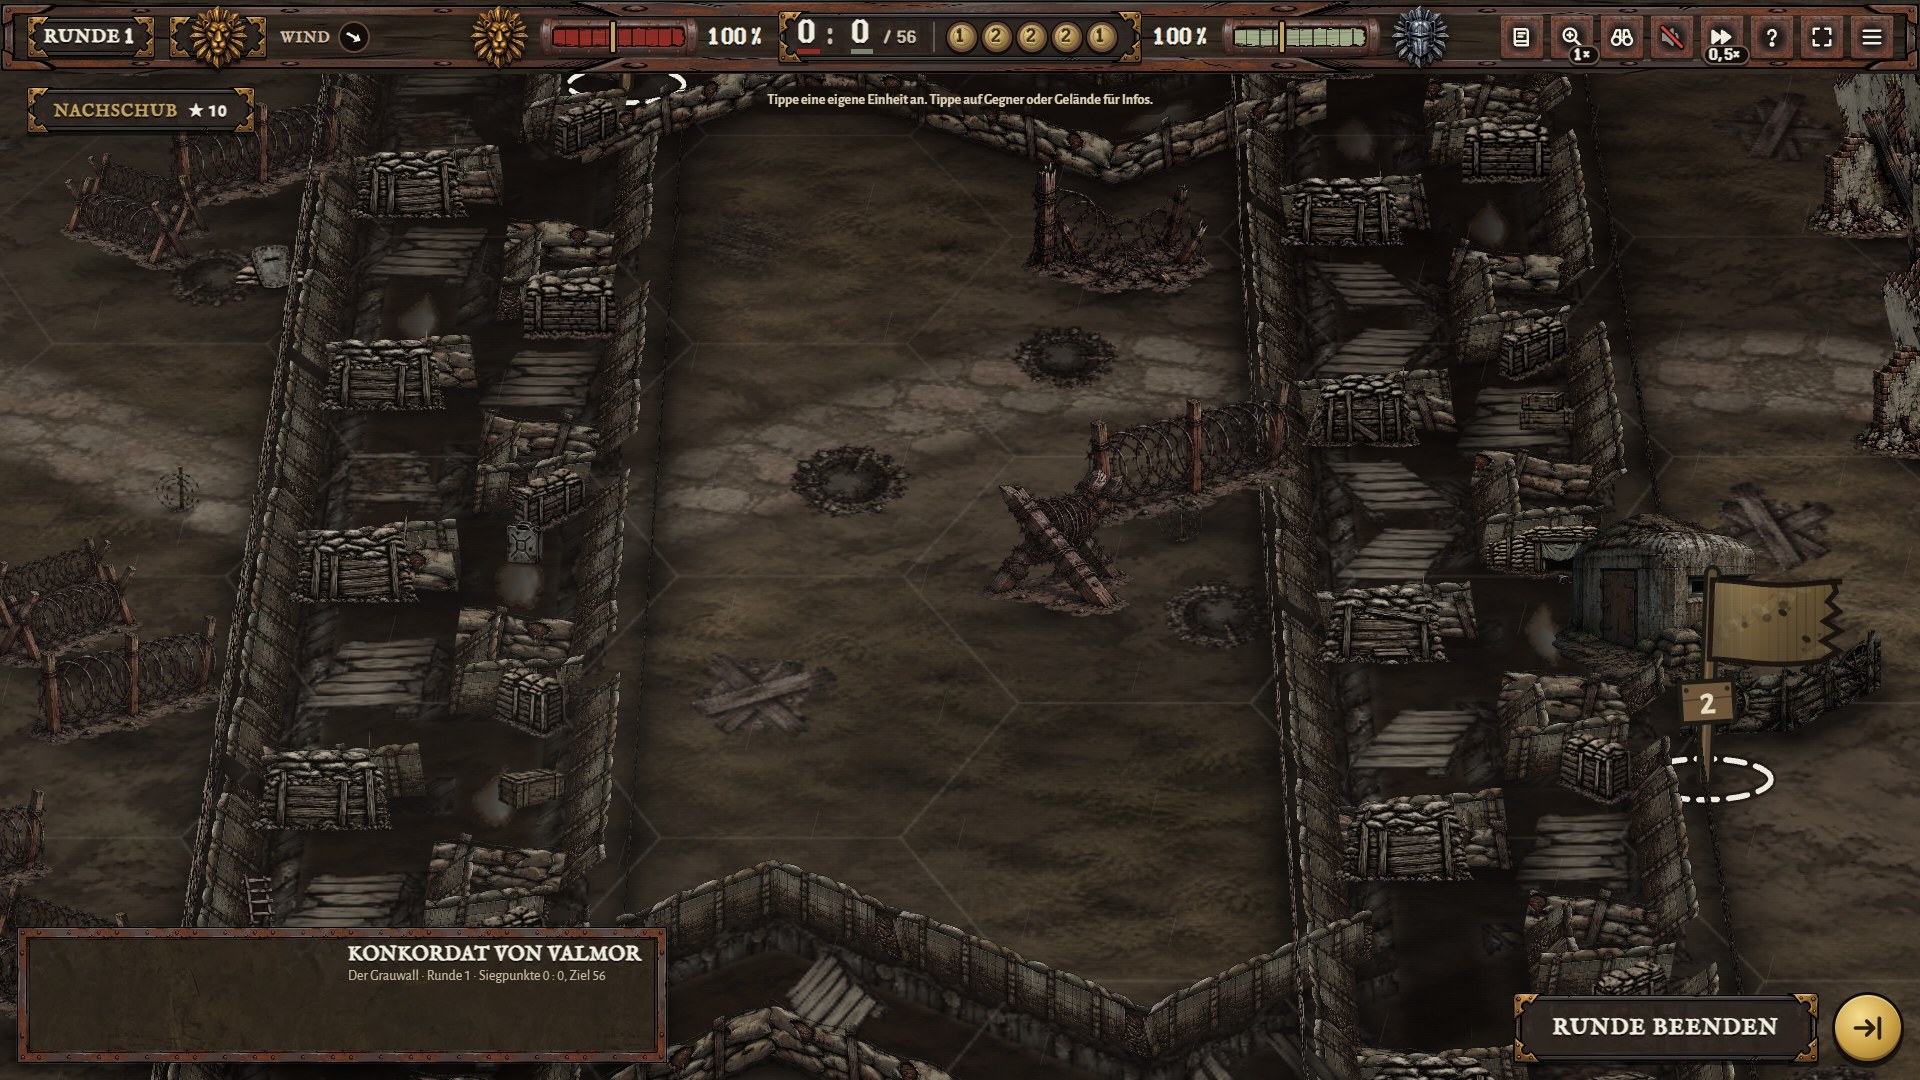 RUNDE 1
WIND
100%
0 : 0 / 56
1 2 2 2 1
100%
1×
0,5×
?
NACHSCHUB ★ 10
Tippe eine eigene Einheit an. Tippe auf Gegner oder Gelände für Infos.
2
KONKORDAT VON VALMOR
Der Grauwall · Runde 1 · Siegpunkte 0 : 0, Ziel 56
RUNDE BEENDEN